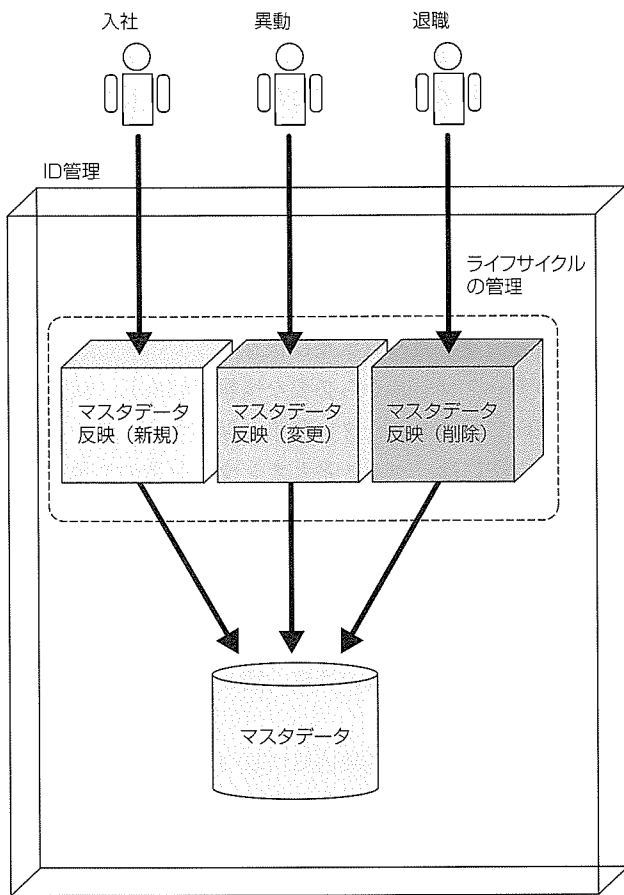 入社
異動
退職
ID管理
ライフサイクル
の管理
マスタデータ
反映（新規）
マスタデータ
反映（変更）
マスタデータ
反映（削除）
マスタデータ